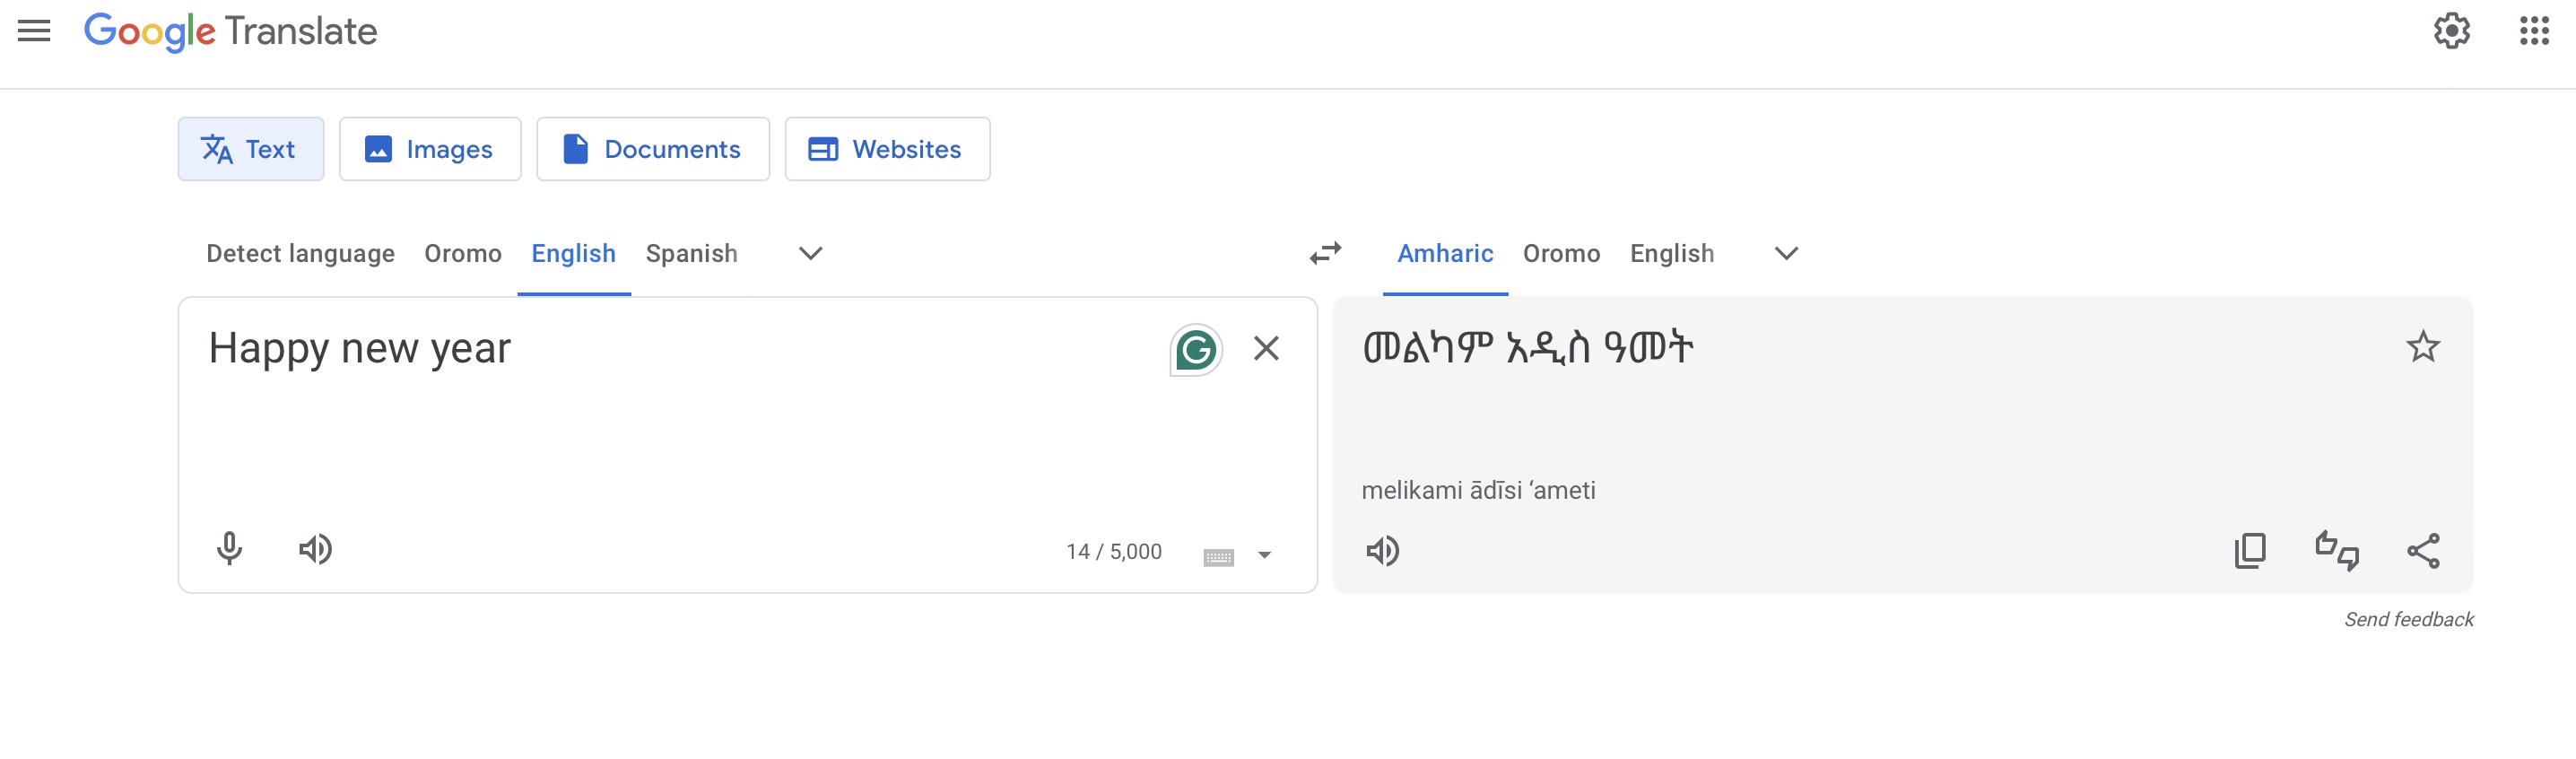 Google Translate
Text Images Documents Websites
Detect language Oromo English Spanish Amharic Oromo English
Happy new year
መልካም አዲስ ዓመት
melikami ādīsi ‘ameti
14 / 5,000
Send feedback